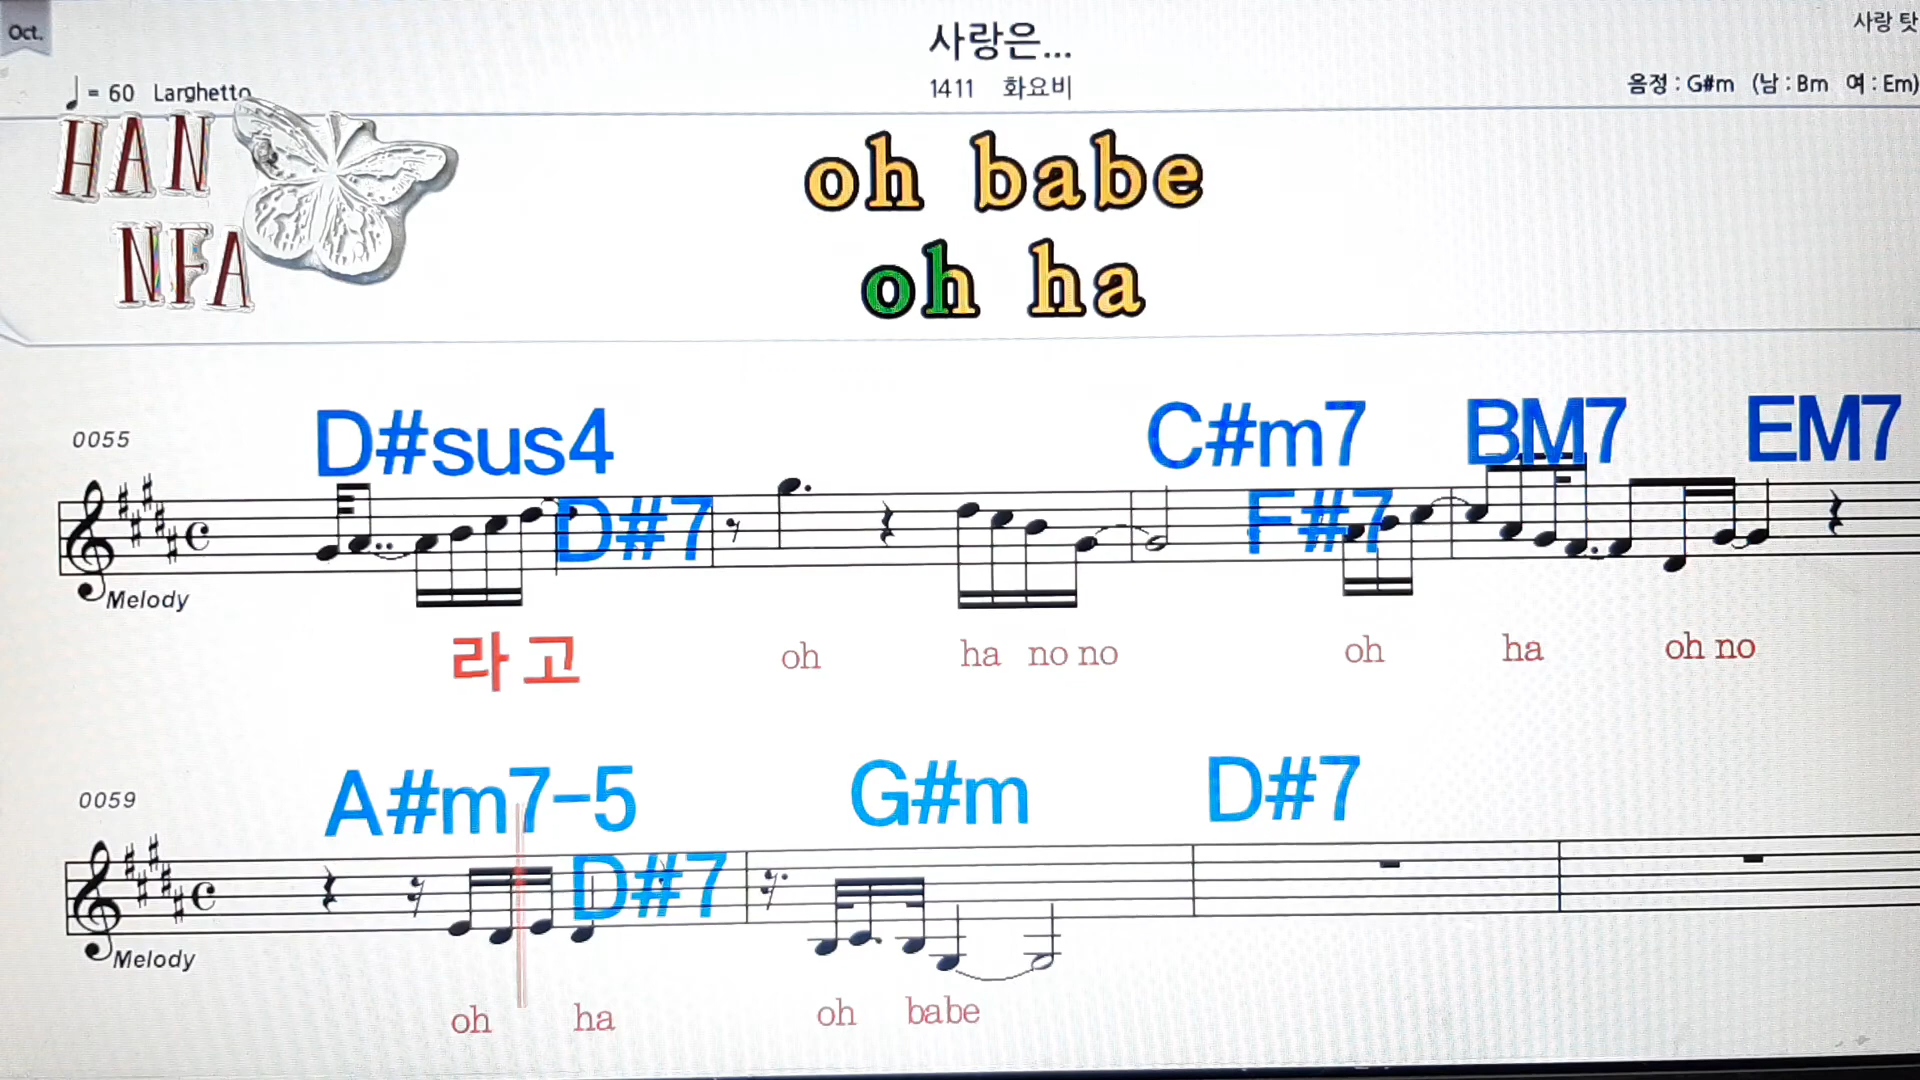 Oct.
사랑은...
사랑 탓
♩= 60 Larghetto
1411 화요비
음정 : G#m (남 : Bm 여 : Em)
HAN
NFA
oh babe
oh ha
0055
D#sus4 C#m7 BM7 EM7
D#7 F#7
Melody
라 고 oh ha no no oh ha oh no
0059
A#m7-5 G#m D#7
D#7
Melody
oh ha oh babe